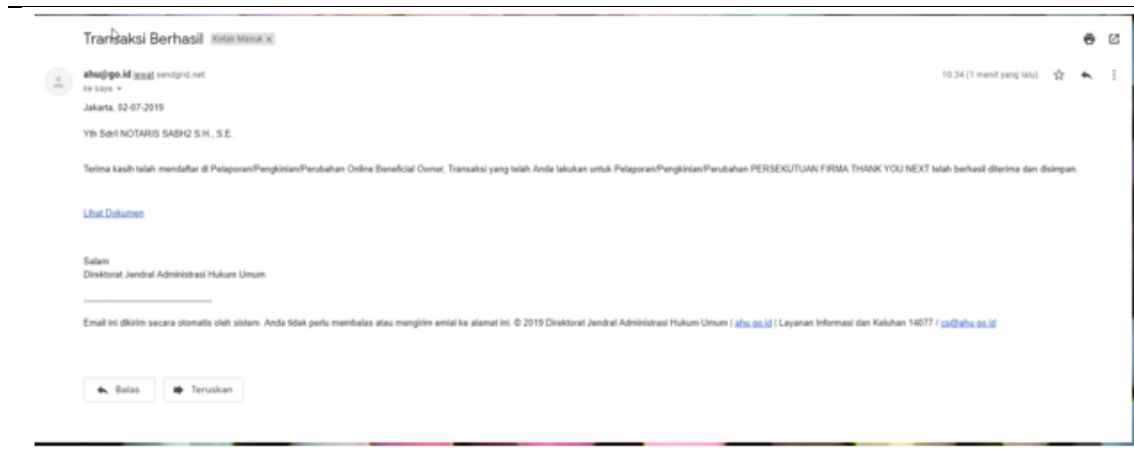 Transaksi Berhasil Kotak Masuk x
ahu@go.id lewat sendgrid.net 10.34 (1 menit yang lalu)
ke saya
Jakarta, 02-07-2019
Yth Sdr/i NOTARIS SABH2 S.H., S.E.
Terima kasih telah mendaftar di Pelaporan/Pengkinian/Perubahan Online Beneficial Owner, Transaksi yang telah Anda lakukan untuk Pelaporan/Pengkinian/Perubahan PERSEKUTUAN FIRMA THANK YOU NEXT telah berhasil diterima dan disimpan.
Lihat Dokumen
Salam
Direktorat Jendral Administrasi Hukum Umum
------------------------------------
Email ini dikirim secara otomatis oleh sistem. Anda tidak perlu membalas atau mengirim emial ke alamat ini. © 2019 Direktorat Jendral Administrasi Hukum Umum | ahu.go.id | Layanan Informasi dan Keluhan 14077 / cs@ahu.go.id
Balas Teruskan